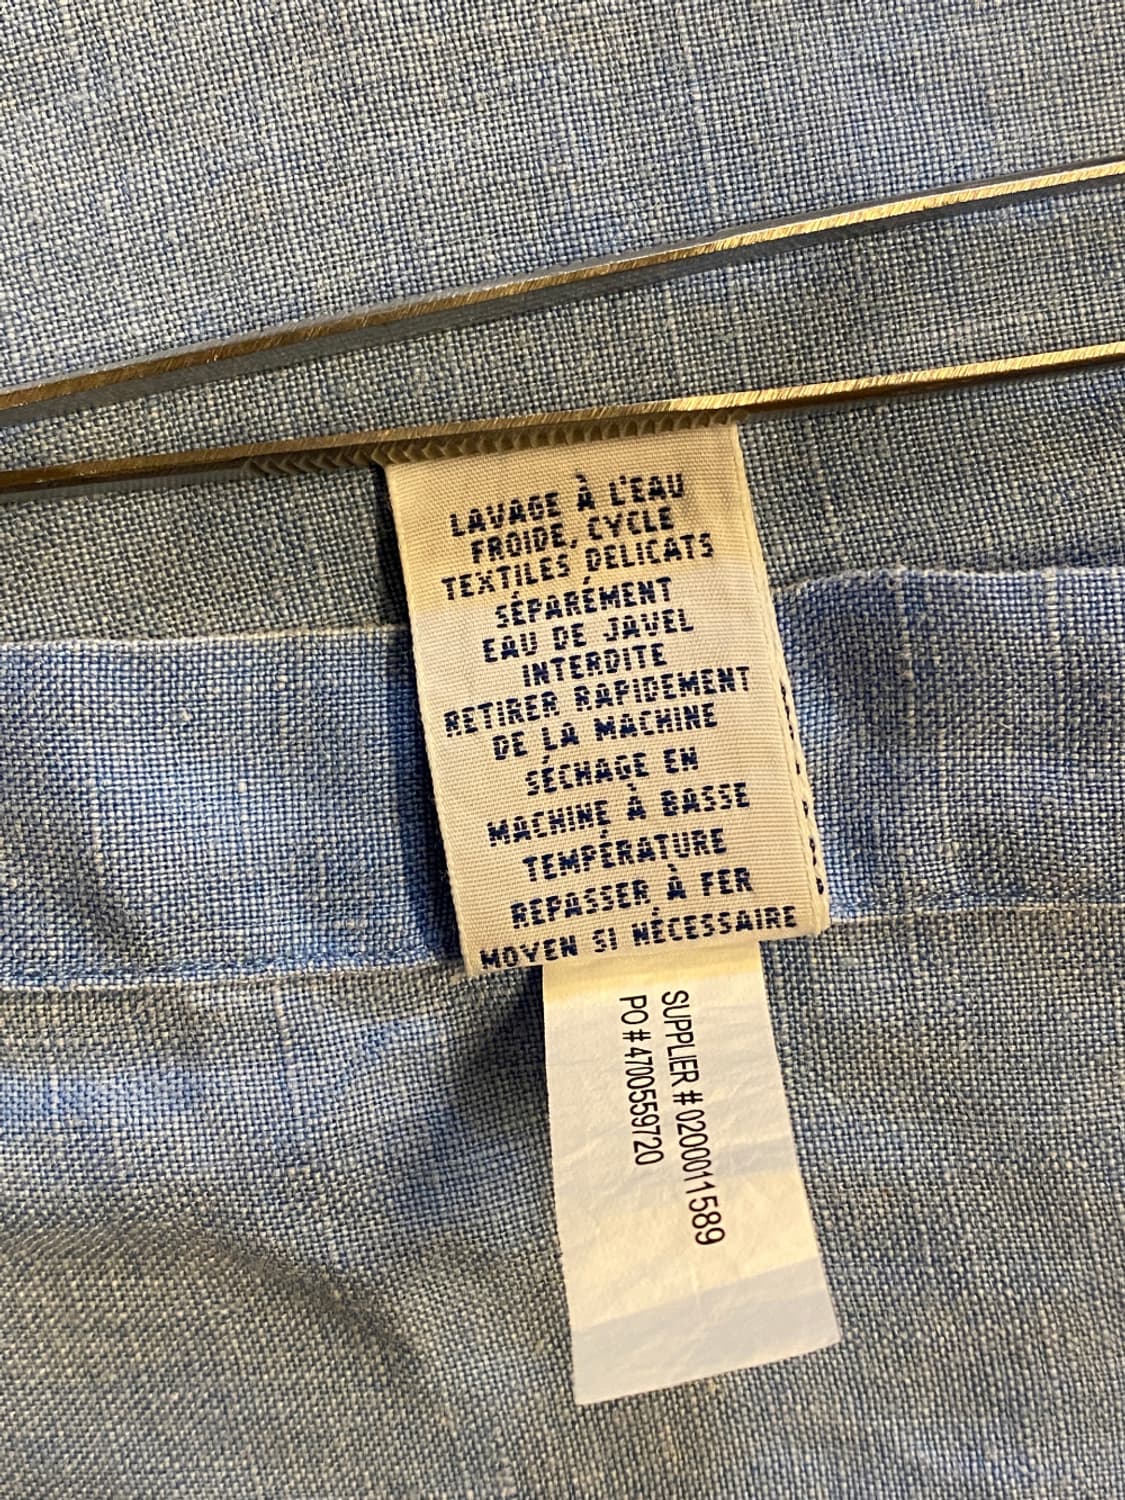 LAVAGE À L'EAU
FROIDE, CYCLE
TEXTILES DELICATS
SÉPARÉMENT
EAU DE JAVEL
INTERDITE
RETIRER RAPIDEMENT
DE LA MACHINE
SÉCHAGE EN
MACHINE À BASSE
TEMPÉRATURE
REPASSER À FER
MOYEN SI NÉCESSAIRE
SUPPLIER # 0200011589
PO # 4700559720